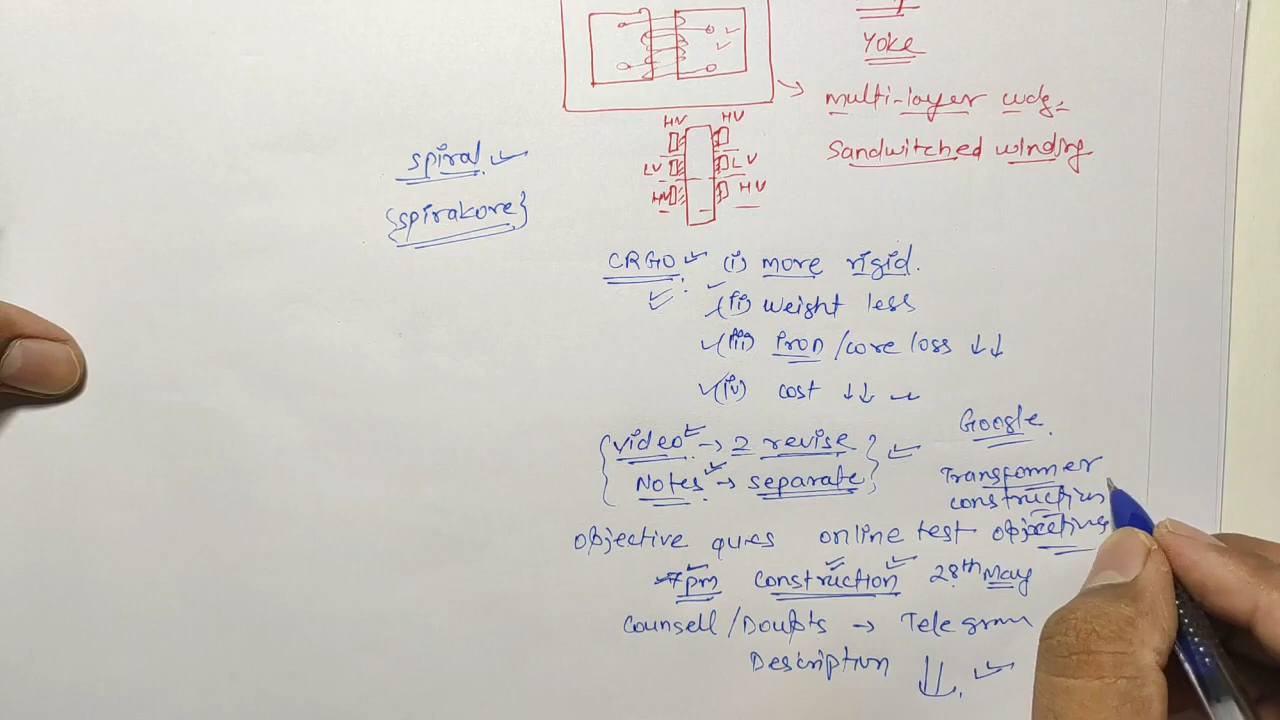 Yoke
multi-layer wdg.
Sandwitched winding
HV HV
LV LV
HV HV
spiral
{spirakore}
CRGO (i) more rigid.
(ii) weight less
(iii) Iron/core loss ↓↓
(iv) cost ↓↓
{video → 2 revise}
{Notes → separate}
Google.
Transformer
construction
objectives
objective ques online test
7pm construction 28th May
Counsell/Doubts → Telegram
Description ↓↓